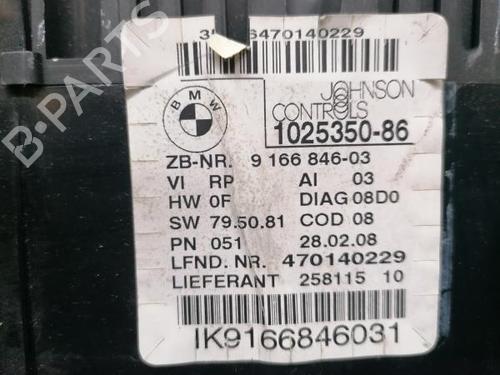 470140229
BMW
JOHNSON
CONTROLS
1025350-86
ZB-NR. 9 166 846-03
VI RP AI 03
HW 0F DIAG 08D0
SW 79.50.81 COD 08
PN 051 28.02.08
LFND. NR. 470140229
LIEFERANT 258115 10
IK9166846031